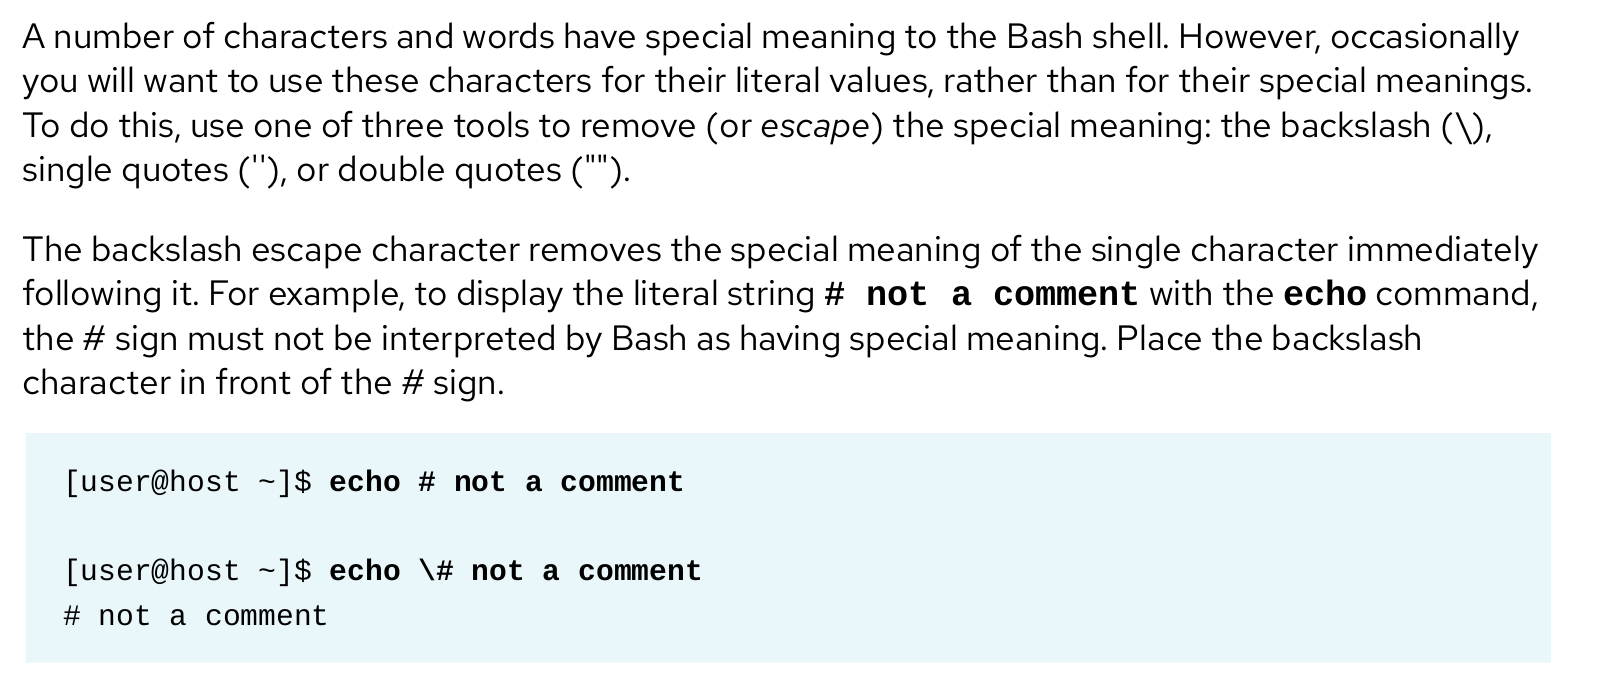 A number of characters and words have special meaning to the Bash shell. However, occasionally
you will want to use these characters for their literal values, rather than for their special meanings.
To do this, use one of three tools to remove (or escape) the special meaning: the backslash (\),
single quotes (''), or double quotes ("").
The backslash escape character removes the special meaning of the single character immediately
following it. For example, to display the literal string # not a comment with the echo command,
the # sign must not be interpreted by Bash as having special meaning. Place the backslash
character in front of the # sign.
[user@host ~]$ echo # not a comment
[user@host ~]$ echo \# not a comment
# not a comment